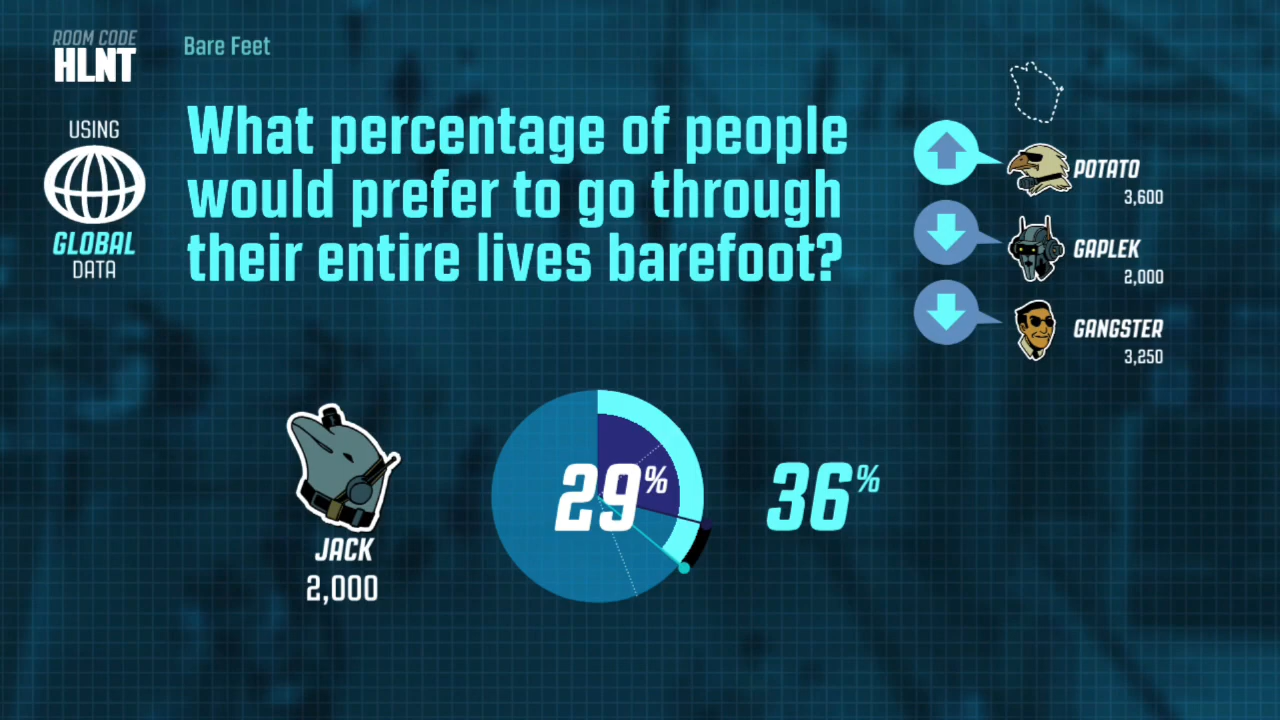 ROOM CODE
HLNT
Bare Feet
USING
GLOBAL
DATA
What percentage of people
would prefer to go through
their entire lives barefoot?
POTATO
3,600
GAPLEK
2,000
GANGSTER
3,250
JACK
2,000
29%
36%